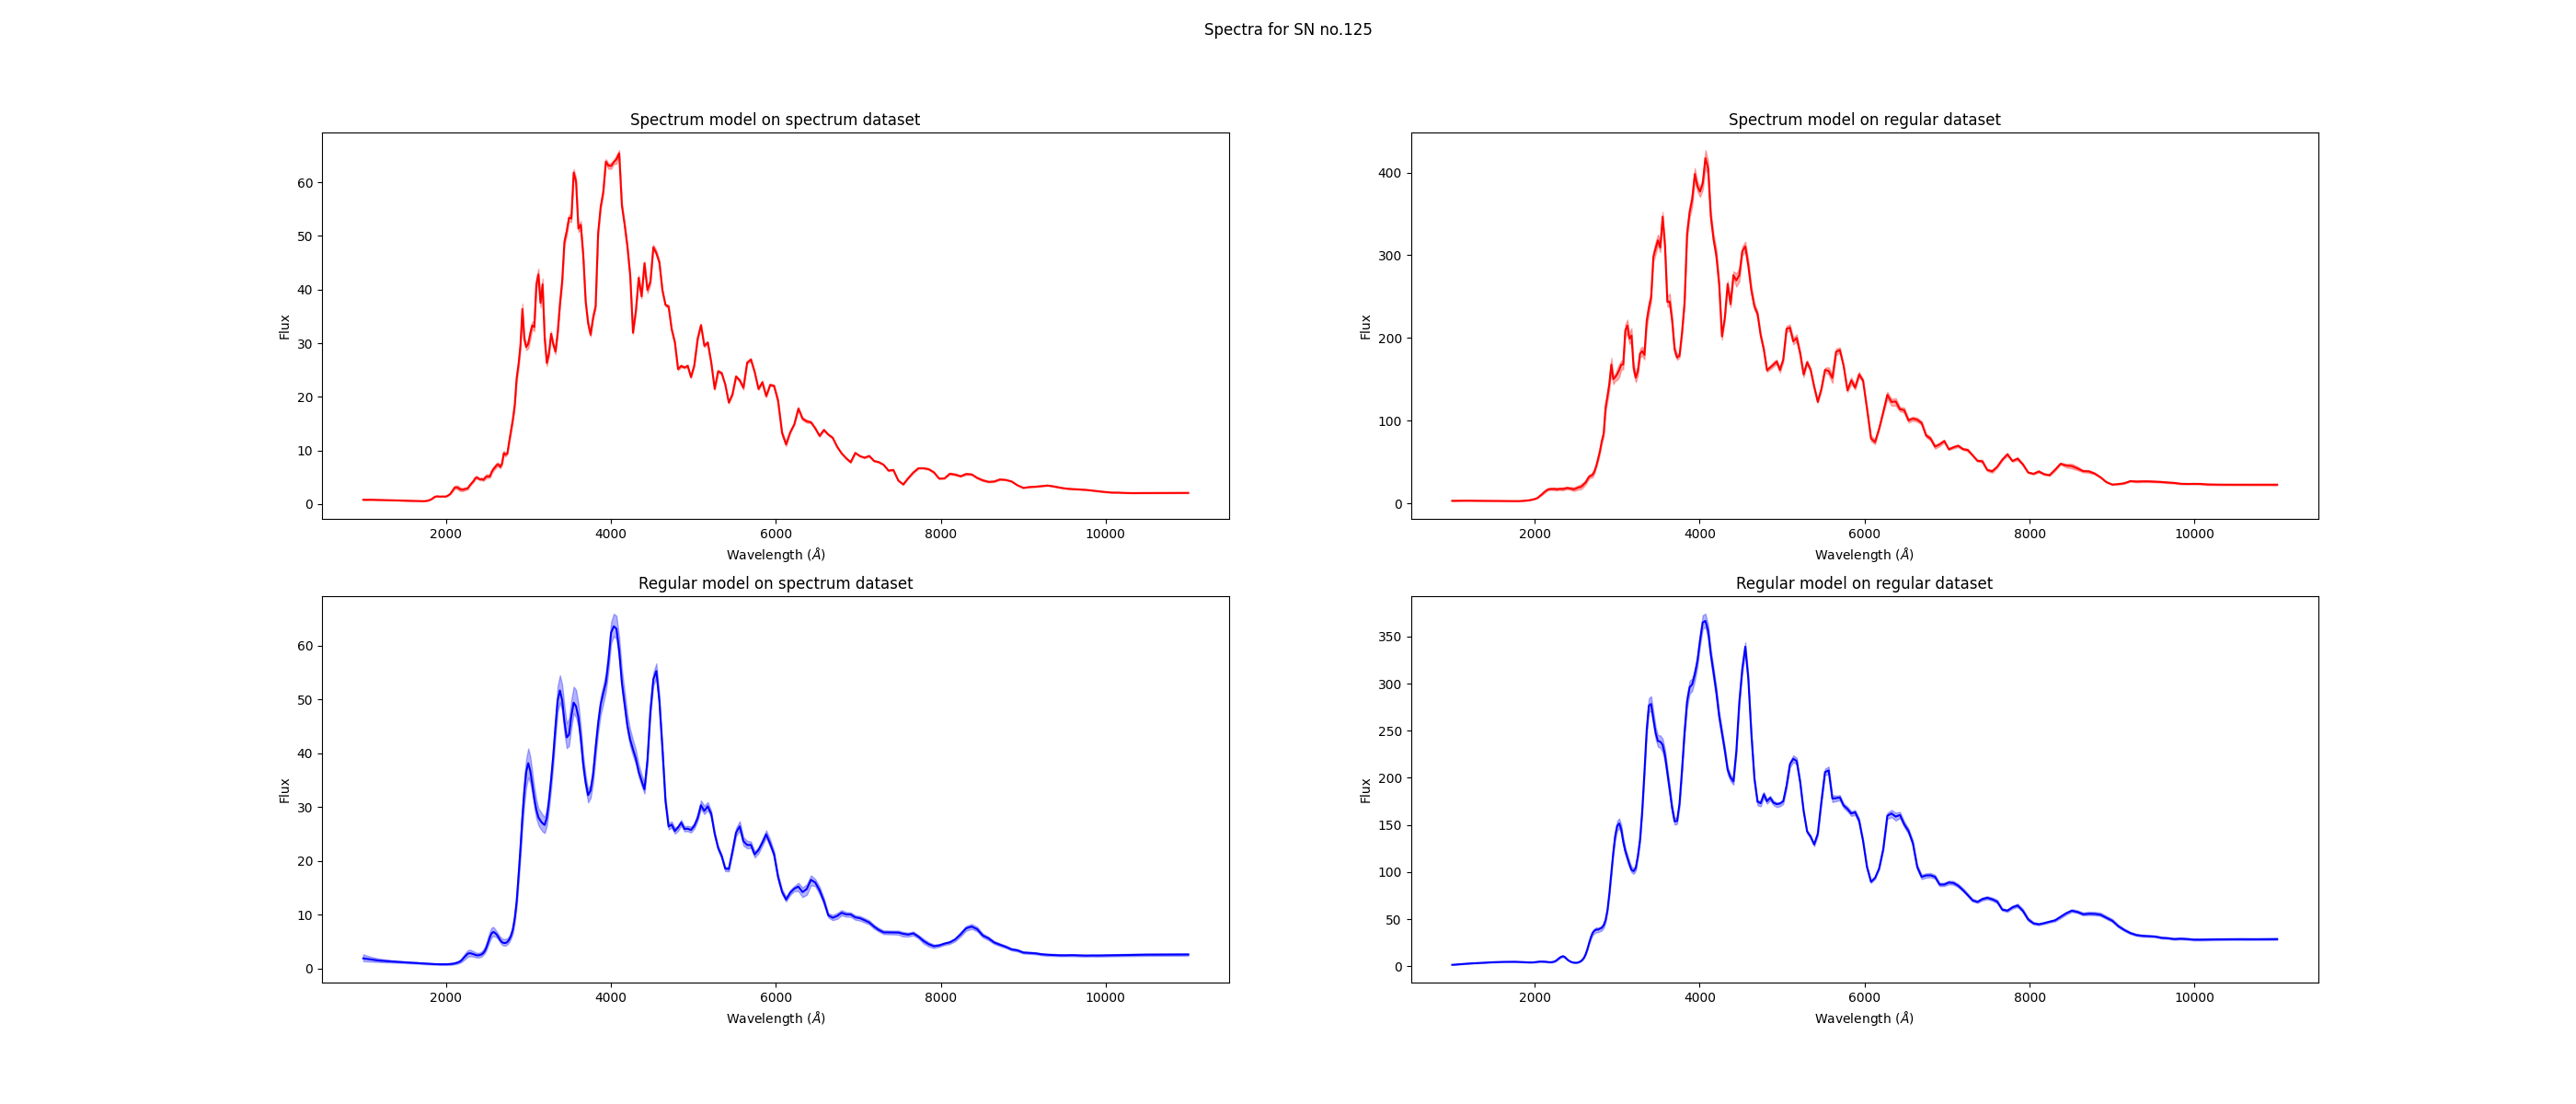 Spectra for SN no.125
Spectrum model on spectrum dataset
Flux
60
50
40
30
20
10
0
2000 4000 6000 8000 10000
Wavelength (Å)
Spectrum model on regular dataset
Flux
400
300
200
100
0
2000 4000 6000 8000 10000
Wavelength (Å)
Regular model on spectrum dataset
Flux
60
50
40
30
20
10
0
2000 4000 6000 8000 10000
Wavelength (Å)
Regular model on regular dataset
Flux
350
300
250
200
150
100
50
0
2000 4000 6000 8000 10000
Wavelength (Å)